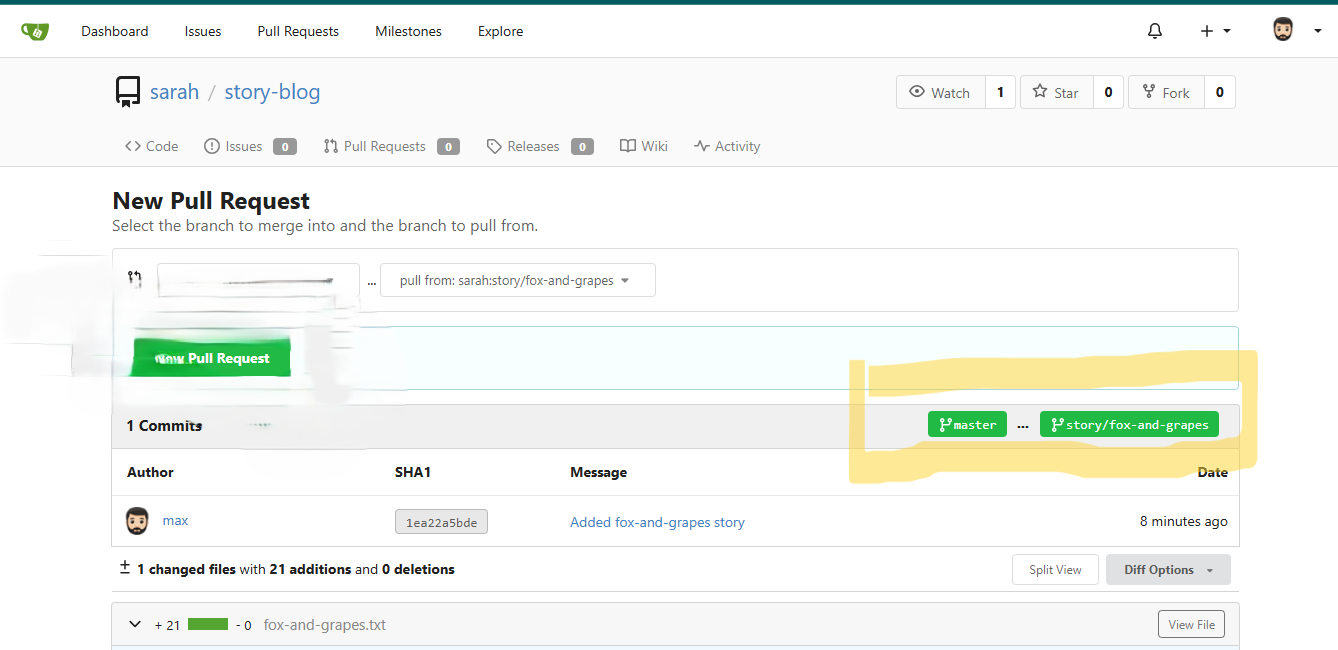 Dashboard Issues Pull Requests Milestones Explore
sarah / story-blog
Watch 1 Star 0 Fork 0
Code Issues 0 Pull Requests 0 Releases 0 Wiki Activity
New Pull Request
Select the branch to merge into and the branch to pull from.
... pull from: sarah:story/fox-and-grapes
Pull Request
1 Commits master ... story/fox-and-grapes
Author SHA1 Message Date
max 1ea22a5bde Added fox-and-grapes story 8 minutes ago
± 1 changed files with 21 additions and 0 deletions Split View Diff Options
+ 21 - 0 fox-and-grapes.txt View File